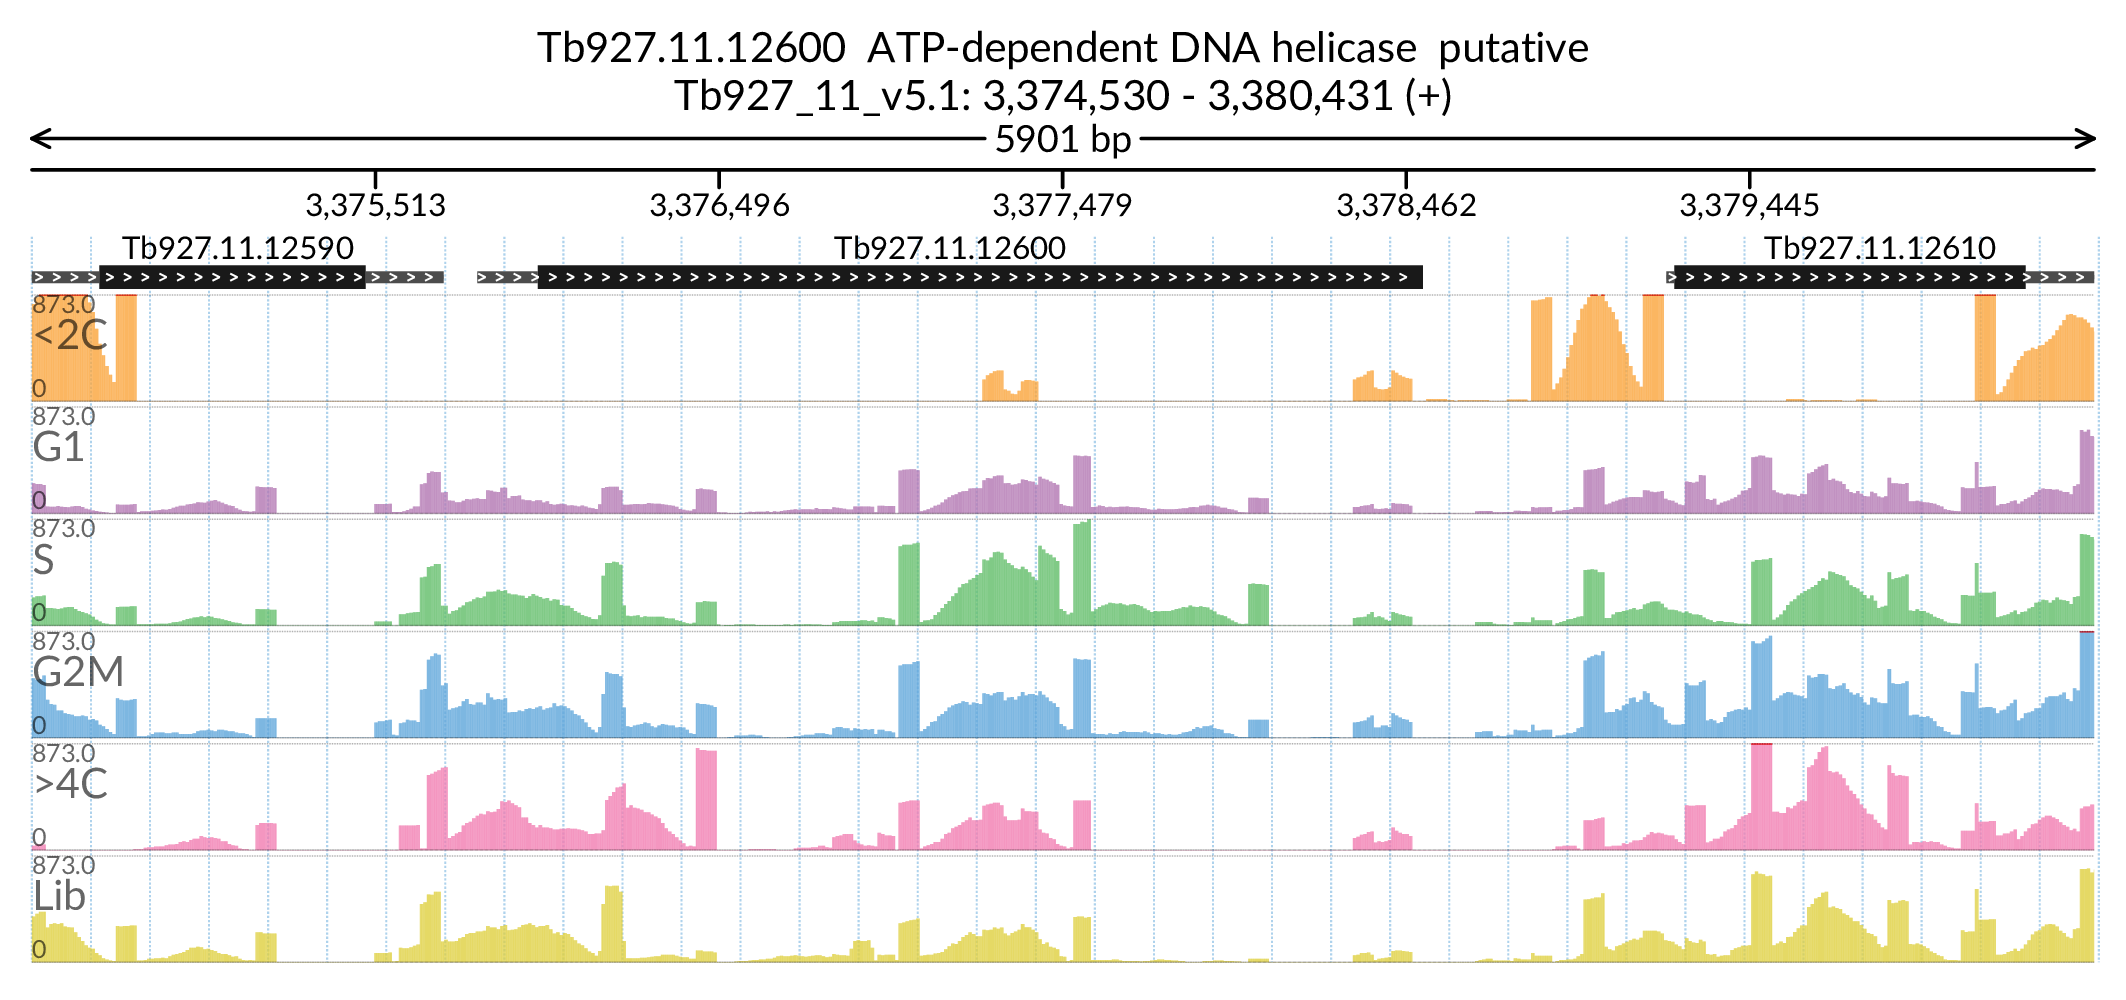 Tb927.11.12600  ATP-dependent DNA helicase  putative
Tb927_11_v5.1: 3,374,530 - 3,380,431 (+)
5901 bp
3,375,513 3,376,496 3,377,479 3,378,462 3,379,445
Tb927.11.12590 Tb927.11.12600 Tb927.11.12610
873.0
<2C
0
873.0
G1
0
873.0
S
0
873.0
G2M
0
873.0
>4C
0
873.0
Lib
0